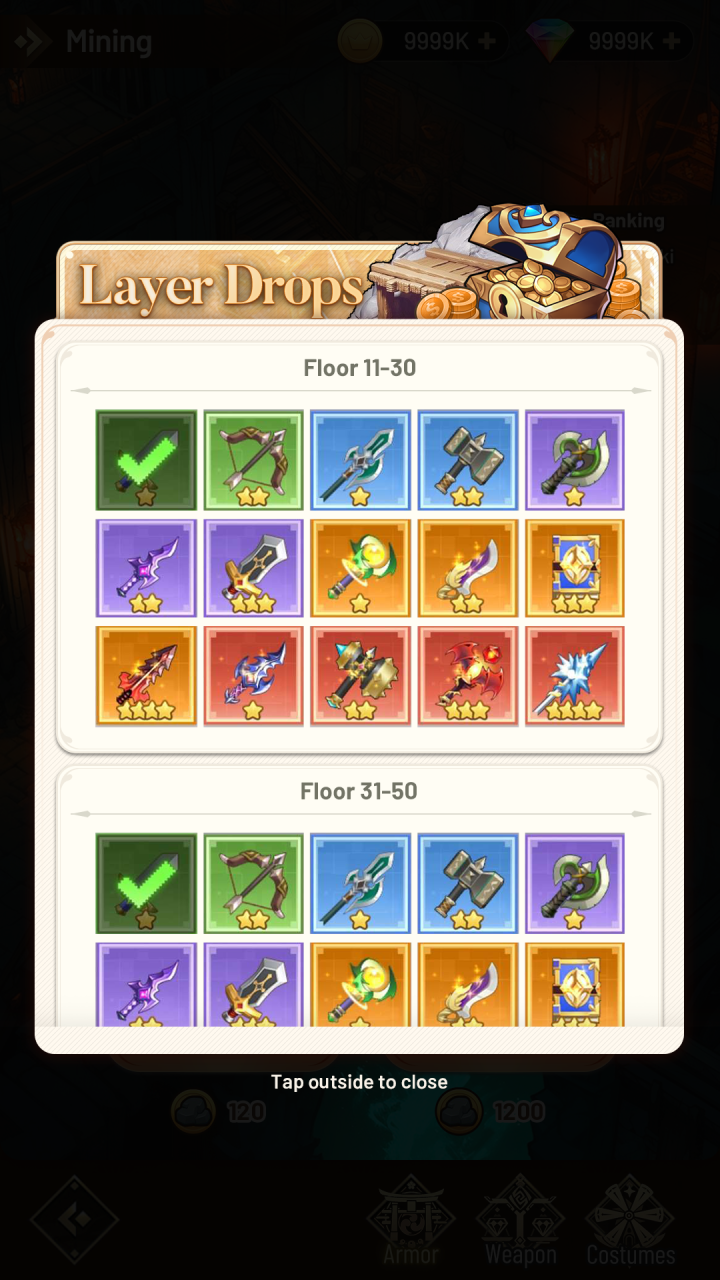 Mining
9999K
9999K
Ranking
Layer Drops
Floor 11-30
Floor 31-50
Tap outside to close
120
1200
Armor
Weapon
Costumes